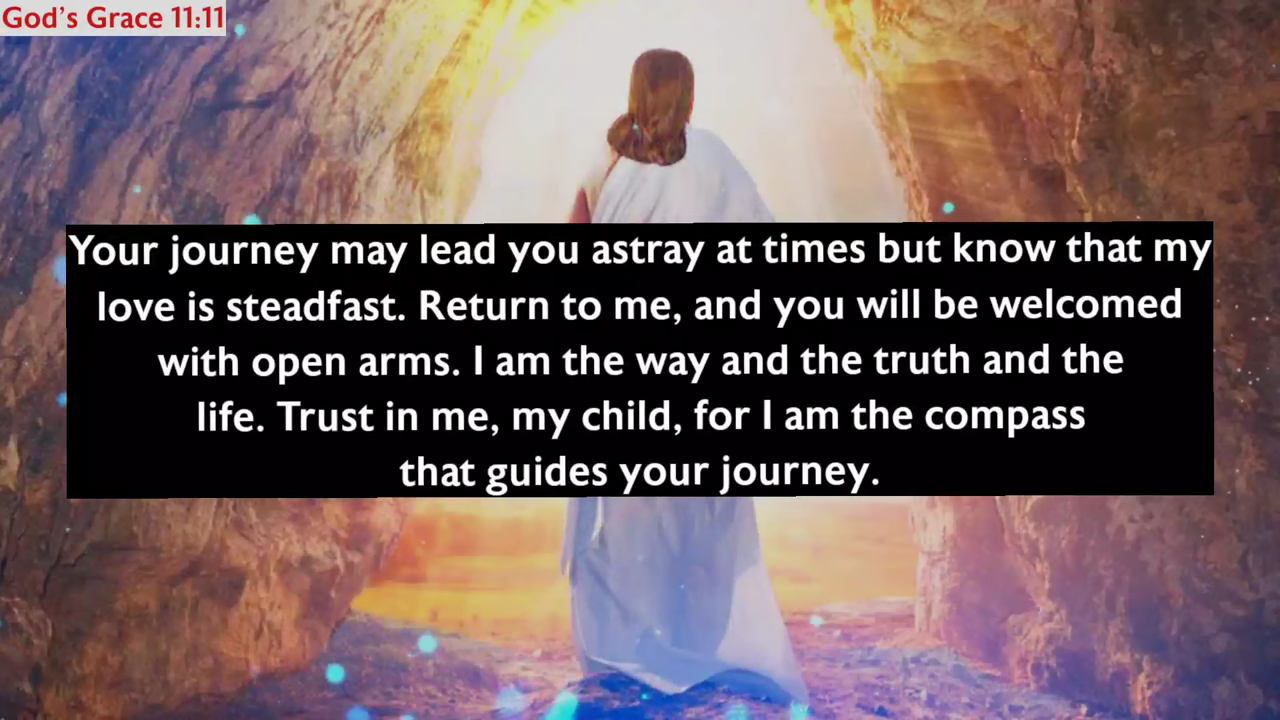 God's Grace 11:11
Your journey may lead you astray at times but know that my
love is steadfast. Return to me, and you will be welcomed
with open arms. I am the way and the truth and the
life. Trust in me, my child, for I am the compass
that guides your journey.